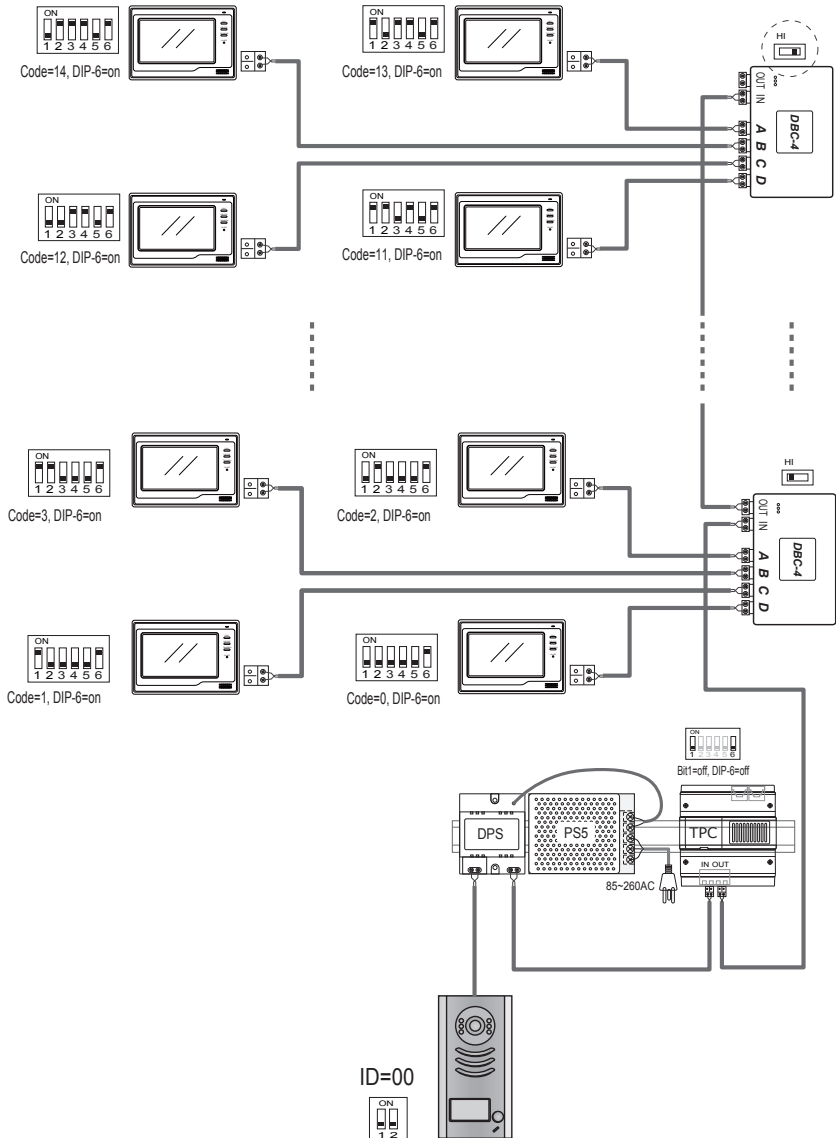 ON
1 2 3 4 5 6
Code=14, DIP-6=on
ON
1 2 3 4 5 6
Code=13, DIP-6=on
HI
OUT IN
A B C D
DBC-4
ON
1 2 3 4 5 6
Code=12, DIP-6=on
ON
1 2 3 4 5 6
Code=11, DIP-6=on
ON
1 2 3 4 5 6
Code=3, DIP-6=on
ON
1 2 3 4 5 6
Code=2, DIP-6=on
HI
OUT IN
A B C D
DBC-4
ON
1 2 3 4 5 6
Code=1, DIP-6=on
ON
1 2 3 4 5 6
Code=0, DIP-6=on
ON
1 2 3 4 5 6
Bit1=off, DIP-6=off
DPS
PS5
TPC
IN OUT
85~260AC
ID=00
ON
1 2